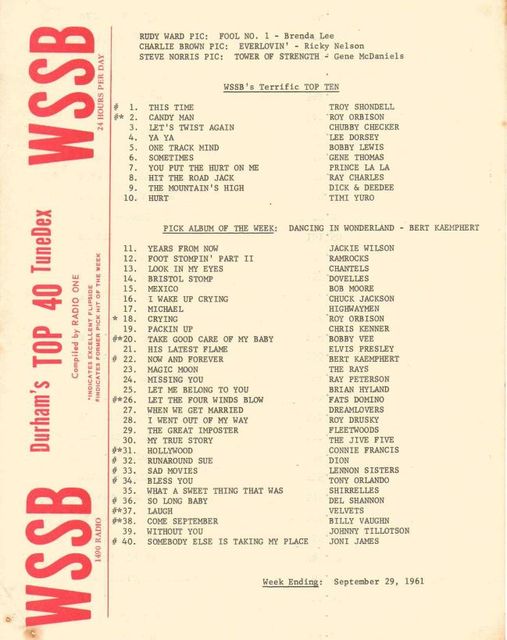 RUDY WARD PIC: FOOL NO. 1 - Brenda Lee
CHARLIE BROWN PIC: EVERLOVIN' - Ricky Nelson
STEVE NORRIS PIC: TOWER OF STRENGTH - Gene McDaniels
WSSB's Terrific TOP TEN
# 1. THIS TIME TROY SHONDELL
#* 2. CANDY MAN ROY ORBISON
3. LET'S TWIST AGAIN CHUBBY CHECKER
4. YA YA LEE DORSEY
5. ONE TRACK MIND BOBBY LEWIS
6. SOMETIMES GENE THOMAS
7. YOU PUT THE HURT ON ME PRINCE LA LA
8. HIT THE ROAD JACK RAY CHARLES
9. THE MOUNTAIN'S HIGH DICK & DEEDEE
10. HURT TIMI YURO
PICK ALBUM OF THE WEEK: DANCING IN WONDERLAND - BERT KAEMPHERT
11. YEARS FROM NOW JACKIE WILSON
12. FOOT STOMPIN' PART II RAMROCKS
13. LOOK IN MY EYES CHANTELS
14. BRISTOL STOMP DOVELLES
15. MEXICO BOB MOORE
16. I WAKE UP CRYING CHUCK JACKSON
17. MICHAEL HIGHWAYMEN
* 18. CRYING ROY ORBISON
19. PACKIN UP CHRIS KENNER
#*20. TAKE GOOD CARE OF MY BABY BOBBY VEE
21. HIS LATEST FLAME ELVIS PRESLEY
# 22. NOW AND FOREVER BERT KAEMPHERT
23. MAGIC MOON THE RAYS
24. MISSING YOU RAY PETERSON
25. LET ME BELONG TO YOU BRIAN HYLAND
#*26. LET THE FOUR WINDS BLOW FATS DOMINO
27. WHEN WE GET MARRIED DREAMLOVERS
28. I WENT OUT OF MY WAY ROY DRUSKY
29. THE GREAT IMPOSTER FLEETWOODS
30. MY TRUE STORY THE JIVE FIVE
#*31. HOLLYWOOD CONNIE FRANCIS
# 32. RUNAROUND SUE DION
# 33. SAD MOVIES LENNON SISTERS
# 34. BLESS YOU TONY ORLANDO
35. WHAT A SWEET THING THAT WAS SHIRRELLES
# 36. SO LONG BABY DEL SHANNON
#*37. LAUGH VELVETS
#*38. COME SEPTEMBER BILLY VAUGHN
39. WITHOUT YOU JOHNNY TILLOTSON
# 40. SOMEBODY ELSE IS TAKING MY PLACE JONI JAMES
Week Ending: September 29, 1961
WSSB
1400 RADIO
Durham's TOP 40 TuneDex
Compiled by RADIO ONE
*INDICATES EXCELLENT FLIPSIDE
#INDICATES FORMER PICK HIT OF THE WEEK
WSSB
24 HOURS PER DAY